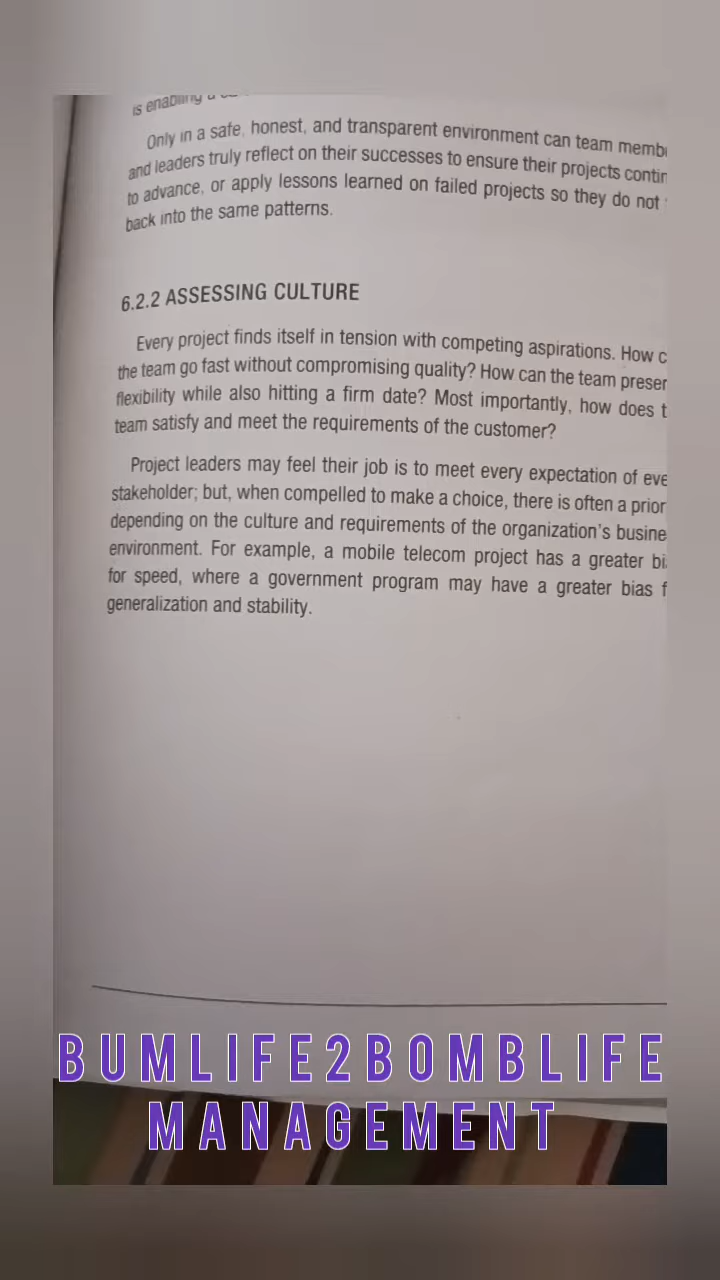 is enabling a
Only in a safe, honest, and transparent environment can team memb
and leaders truly reflect on their successes to ensure their projects contin
to advance, or apply lessons learned on failed projects so they do not
back into the same patterns.
6.2.2 ASSESSING CULTURE
Every project finds itself in tension with competing aspirations. How c
the team go fast without compromising quality? How can the team preser
flexibility while also hitting a firm date? Most importantly, how does t
team satisfy and meet the requirements of the customer?
Project leaders may feel their job is to meet every expectation of eve
stakeholder; but, when compelled to make a choice, there is often a prior
depending on the culture and requirements of the organization's busine
environment. For example, a mobile telecom project has a greater bi
for speed, where a government program may have a greater bias f
generalization and stability.
BUMLIFE2BOMBLIFE
MANAGEMENT